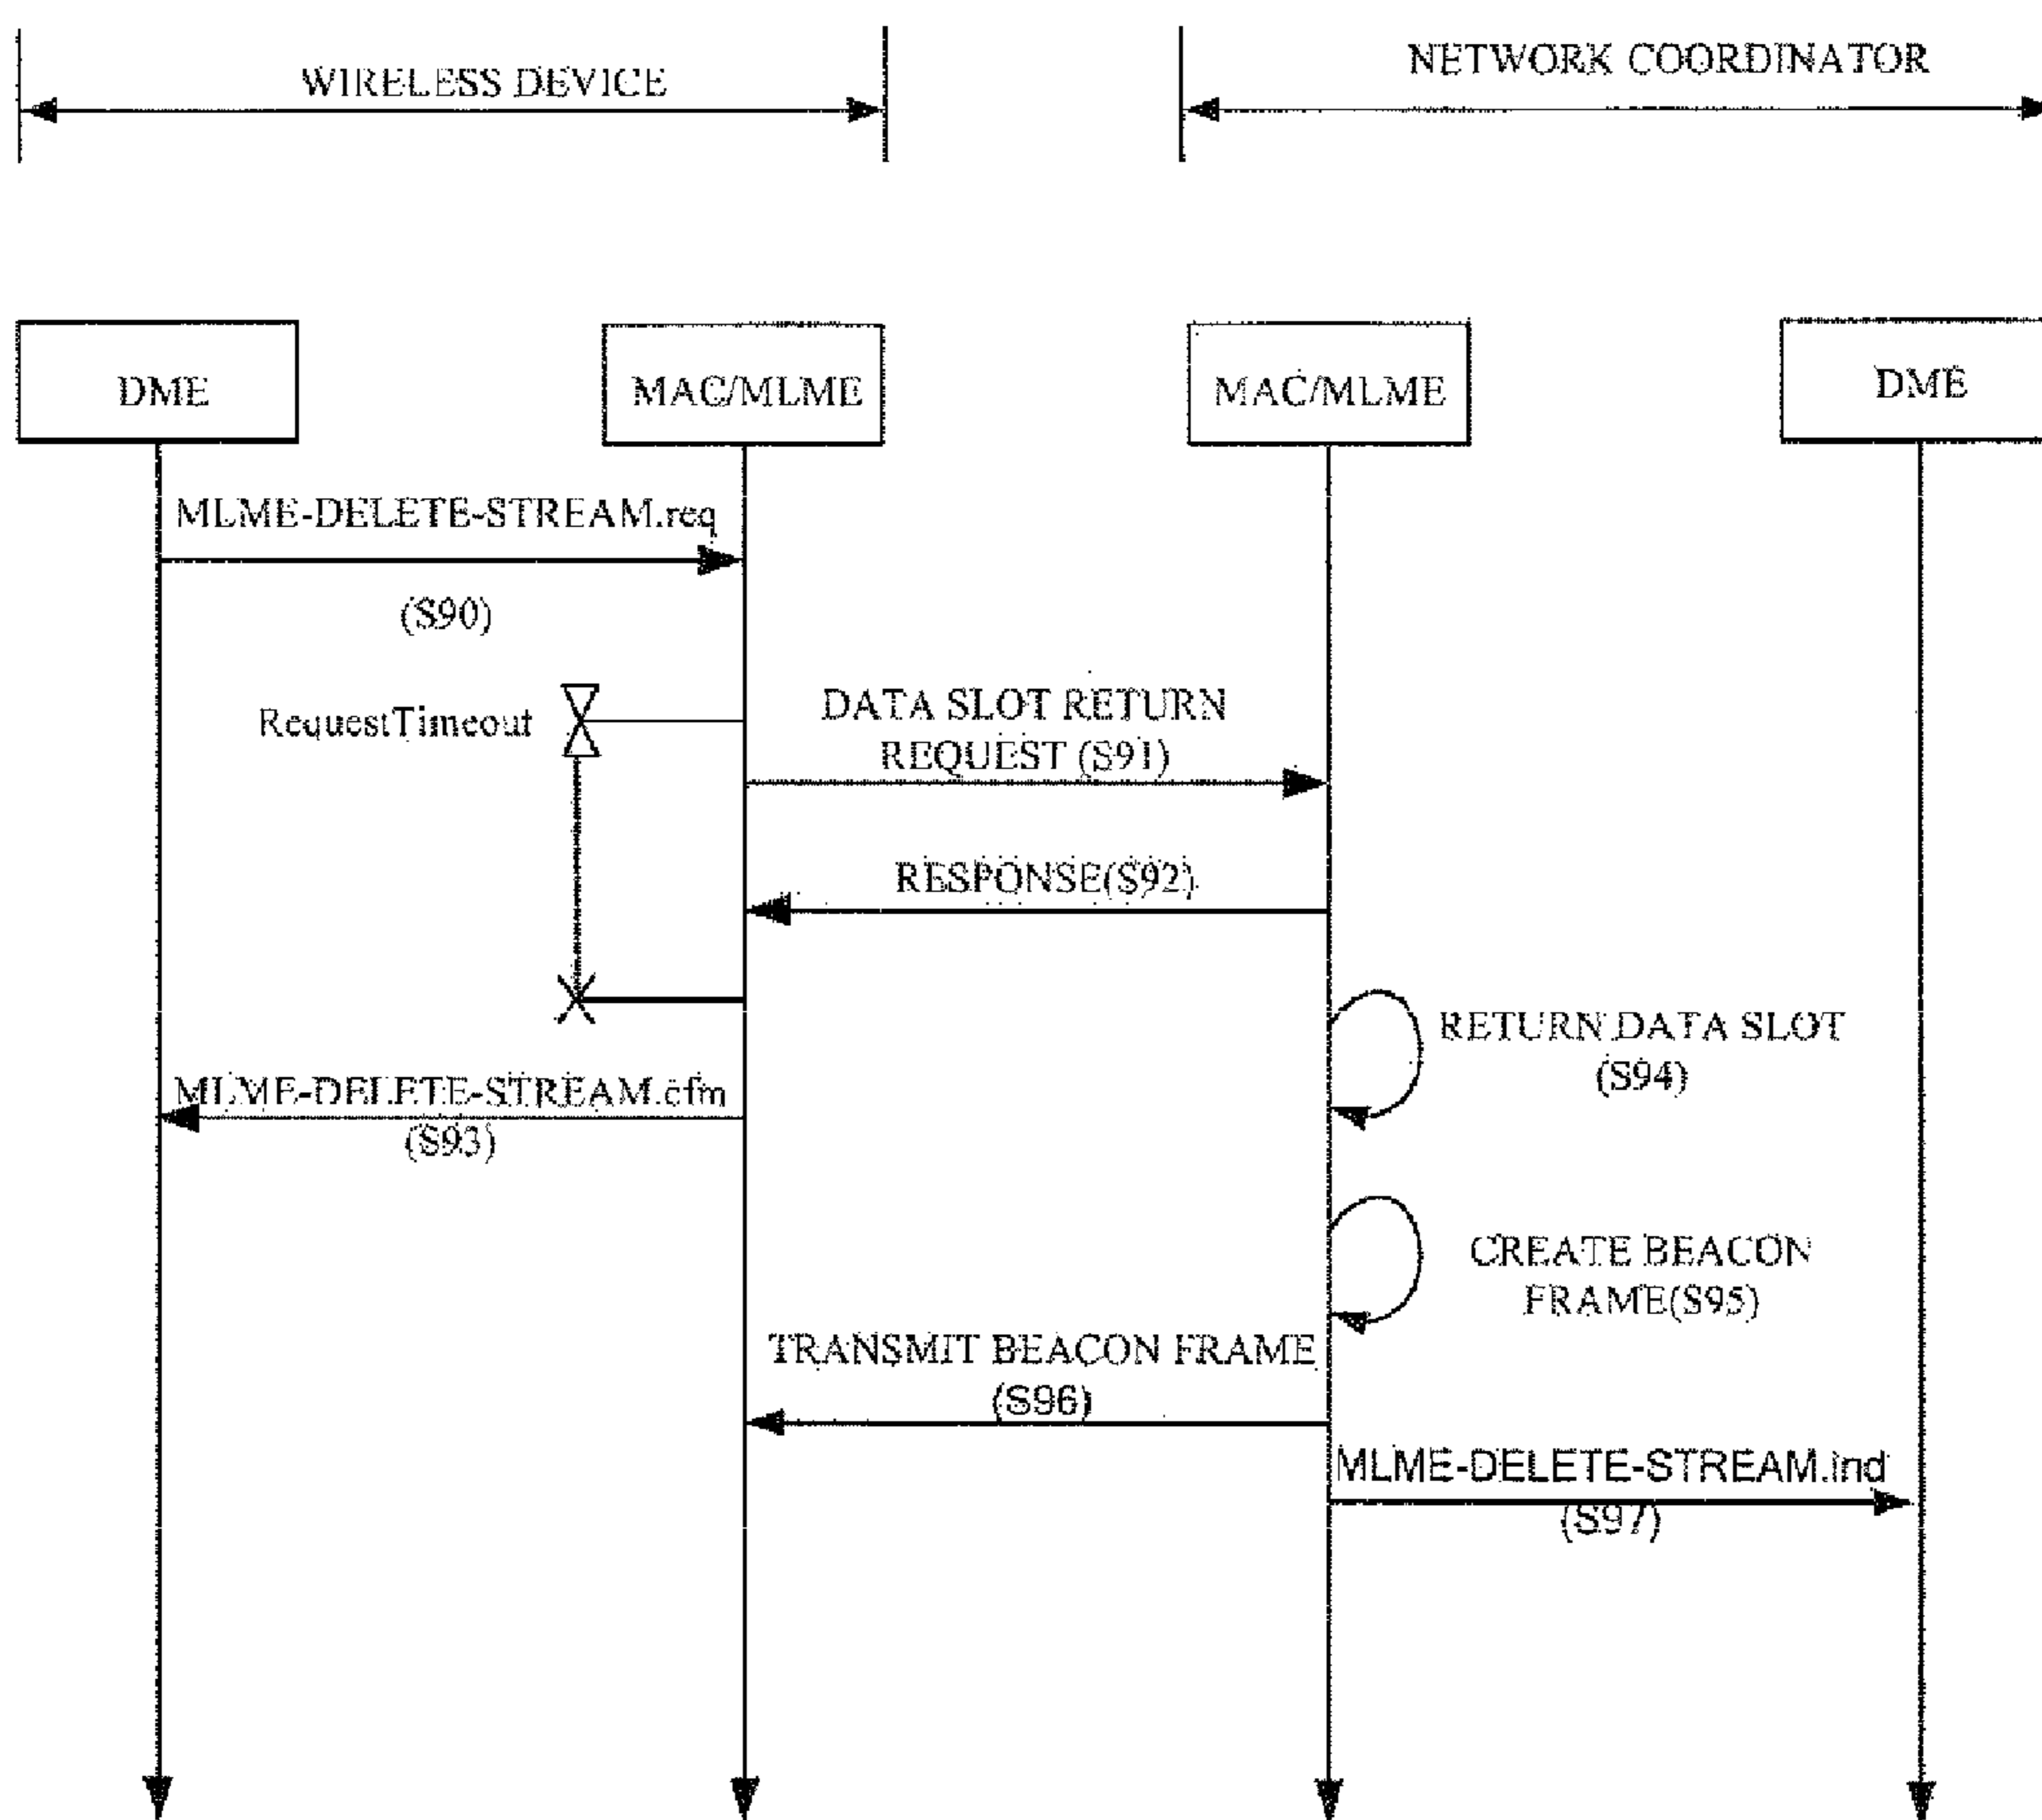 WIRELESS DEVICE
NETWORK COORDINATOR
DME
MAC/MLME
MAC/MLME
DME
MLME-DELETE-STREAM.req
(S90)
RequestTimeout
DATA SLOT RETURN
REQUEST (S91)
RESPONSE(S92)
RETURN DATA SLOT
(S94)
MLME-DELETE-STREAM.cfm
(S93)
CREATE BEACON
FRAME(S95)
TRANSMIT BEACON FRAME
(S96)
MLME-DELETE-STREAM.ind
(S97)